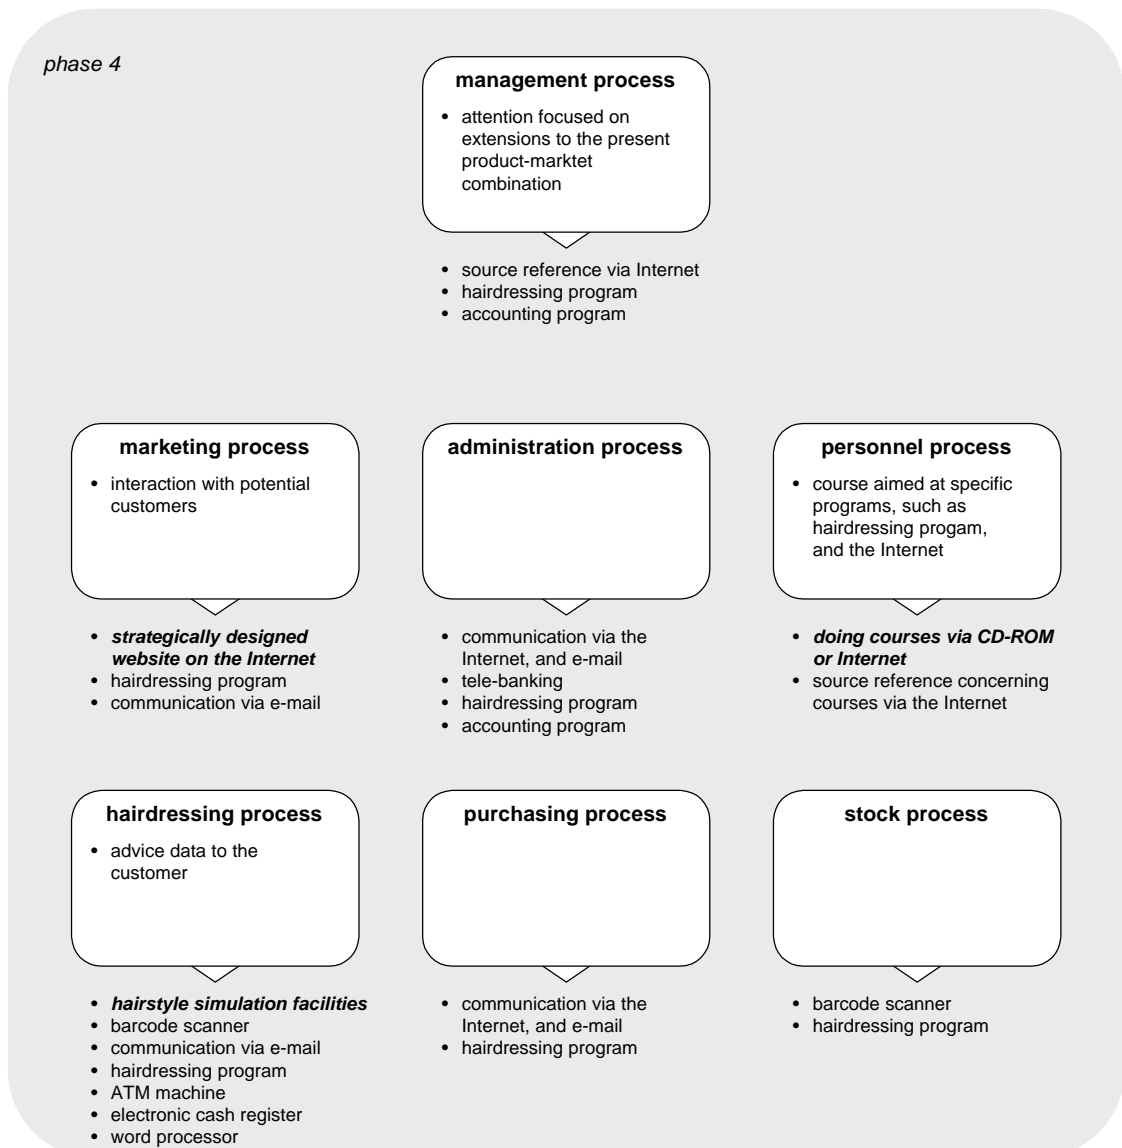 phase 4
management process
• attention focused on
extensions to the present
product-marktet
combination
• source reference via Internet
• hairdressing program
• accounting program
marketing process
• interaction with potential
customers
• strategically designed
website on the Internet
• hairdressing program
• communication via e-mail
administration process
• communication via the
Internet, and e-mail
• tele-banking
• hairdressing program
• accounting program
personnel process
• course aimed at specific
programs, such as
hairdressing progam,
and the Internet
• doing courses via CD-ROM
or Internet
• source reference concerning
courses via the Internet
hairdressing process
• advice data to the
customer
• hairstyle simulation facilities
• barcode scanner
• communication via e-mail
• hairdressing program
• ATM machine
• electronic cash register
• word processor
purchasing process
• communication via the
Internet, and e-mail
• hairdressing program
stock process
• barcode scanner
• hairdressing program